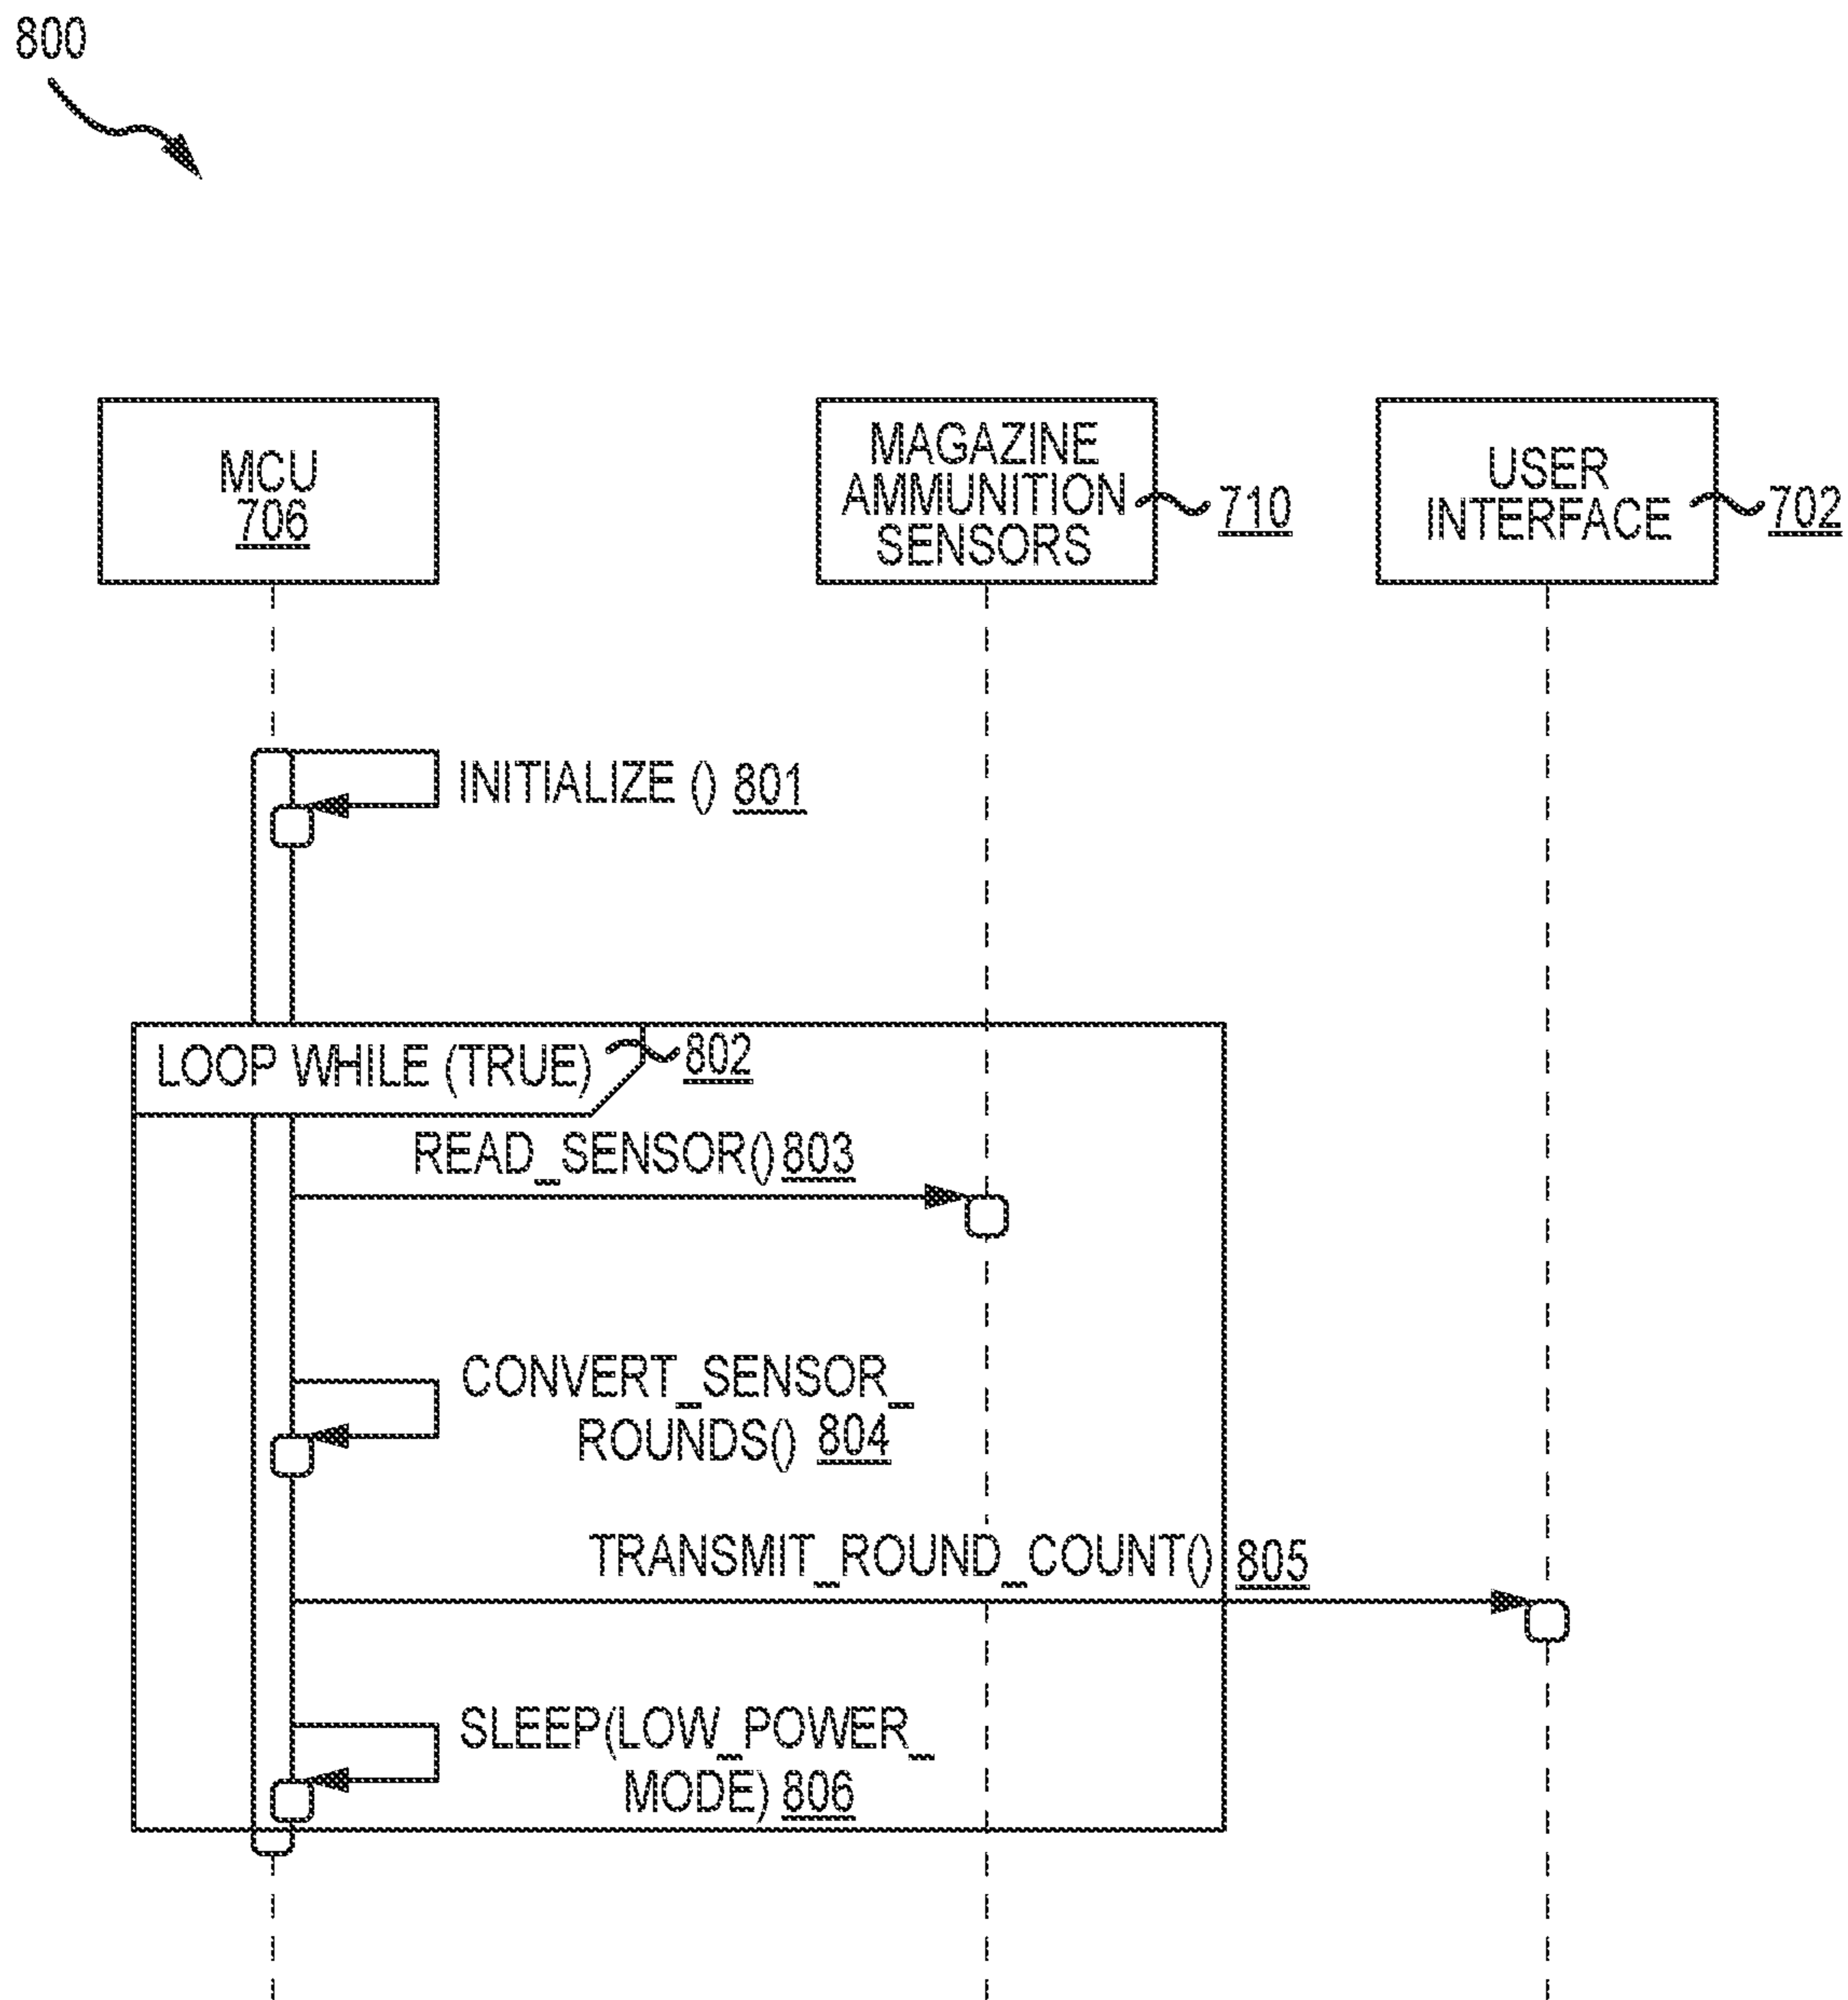 800
MCU
706
MAGAZINE
AMMUNITION
SENSORS
710
USER
INTERFACE
702
INITIALIZE () 801
LOOP WHILE (TRUE) 802
READ_SENSOR() 803
CONVERT_SENSOR_
ROUNDS() 804
TRANSMIT_ROUND_COUNT() 805
SLEEP(LOW_POWER_
MODE) 806